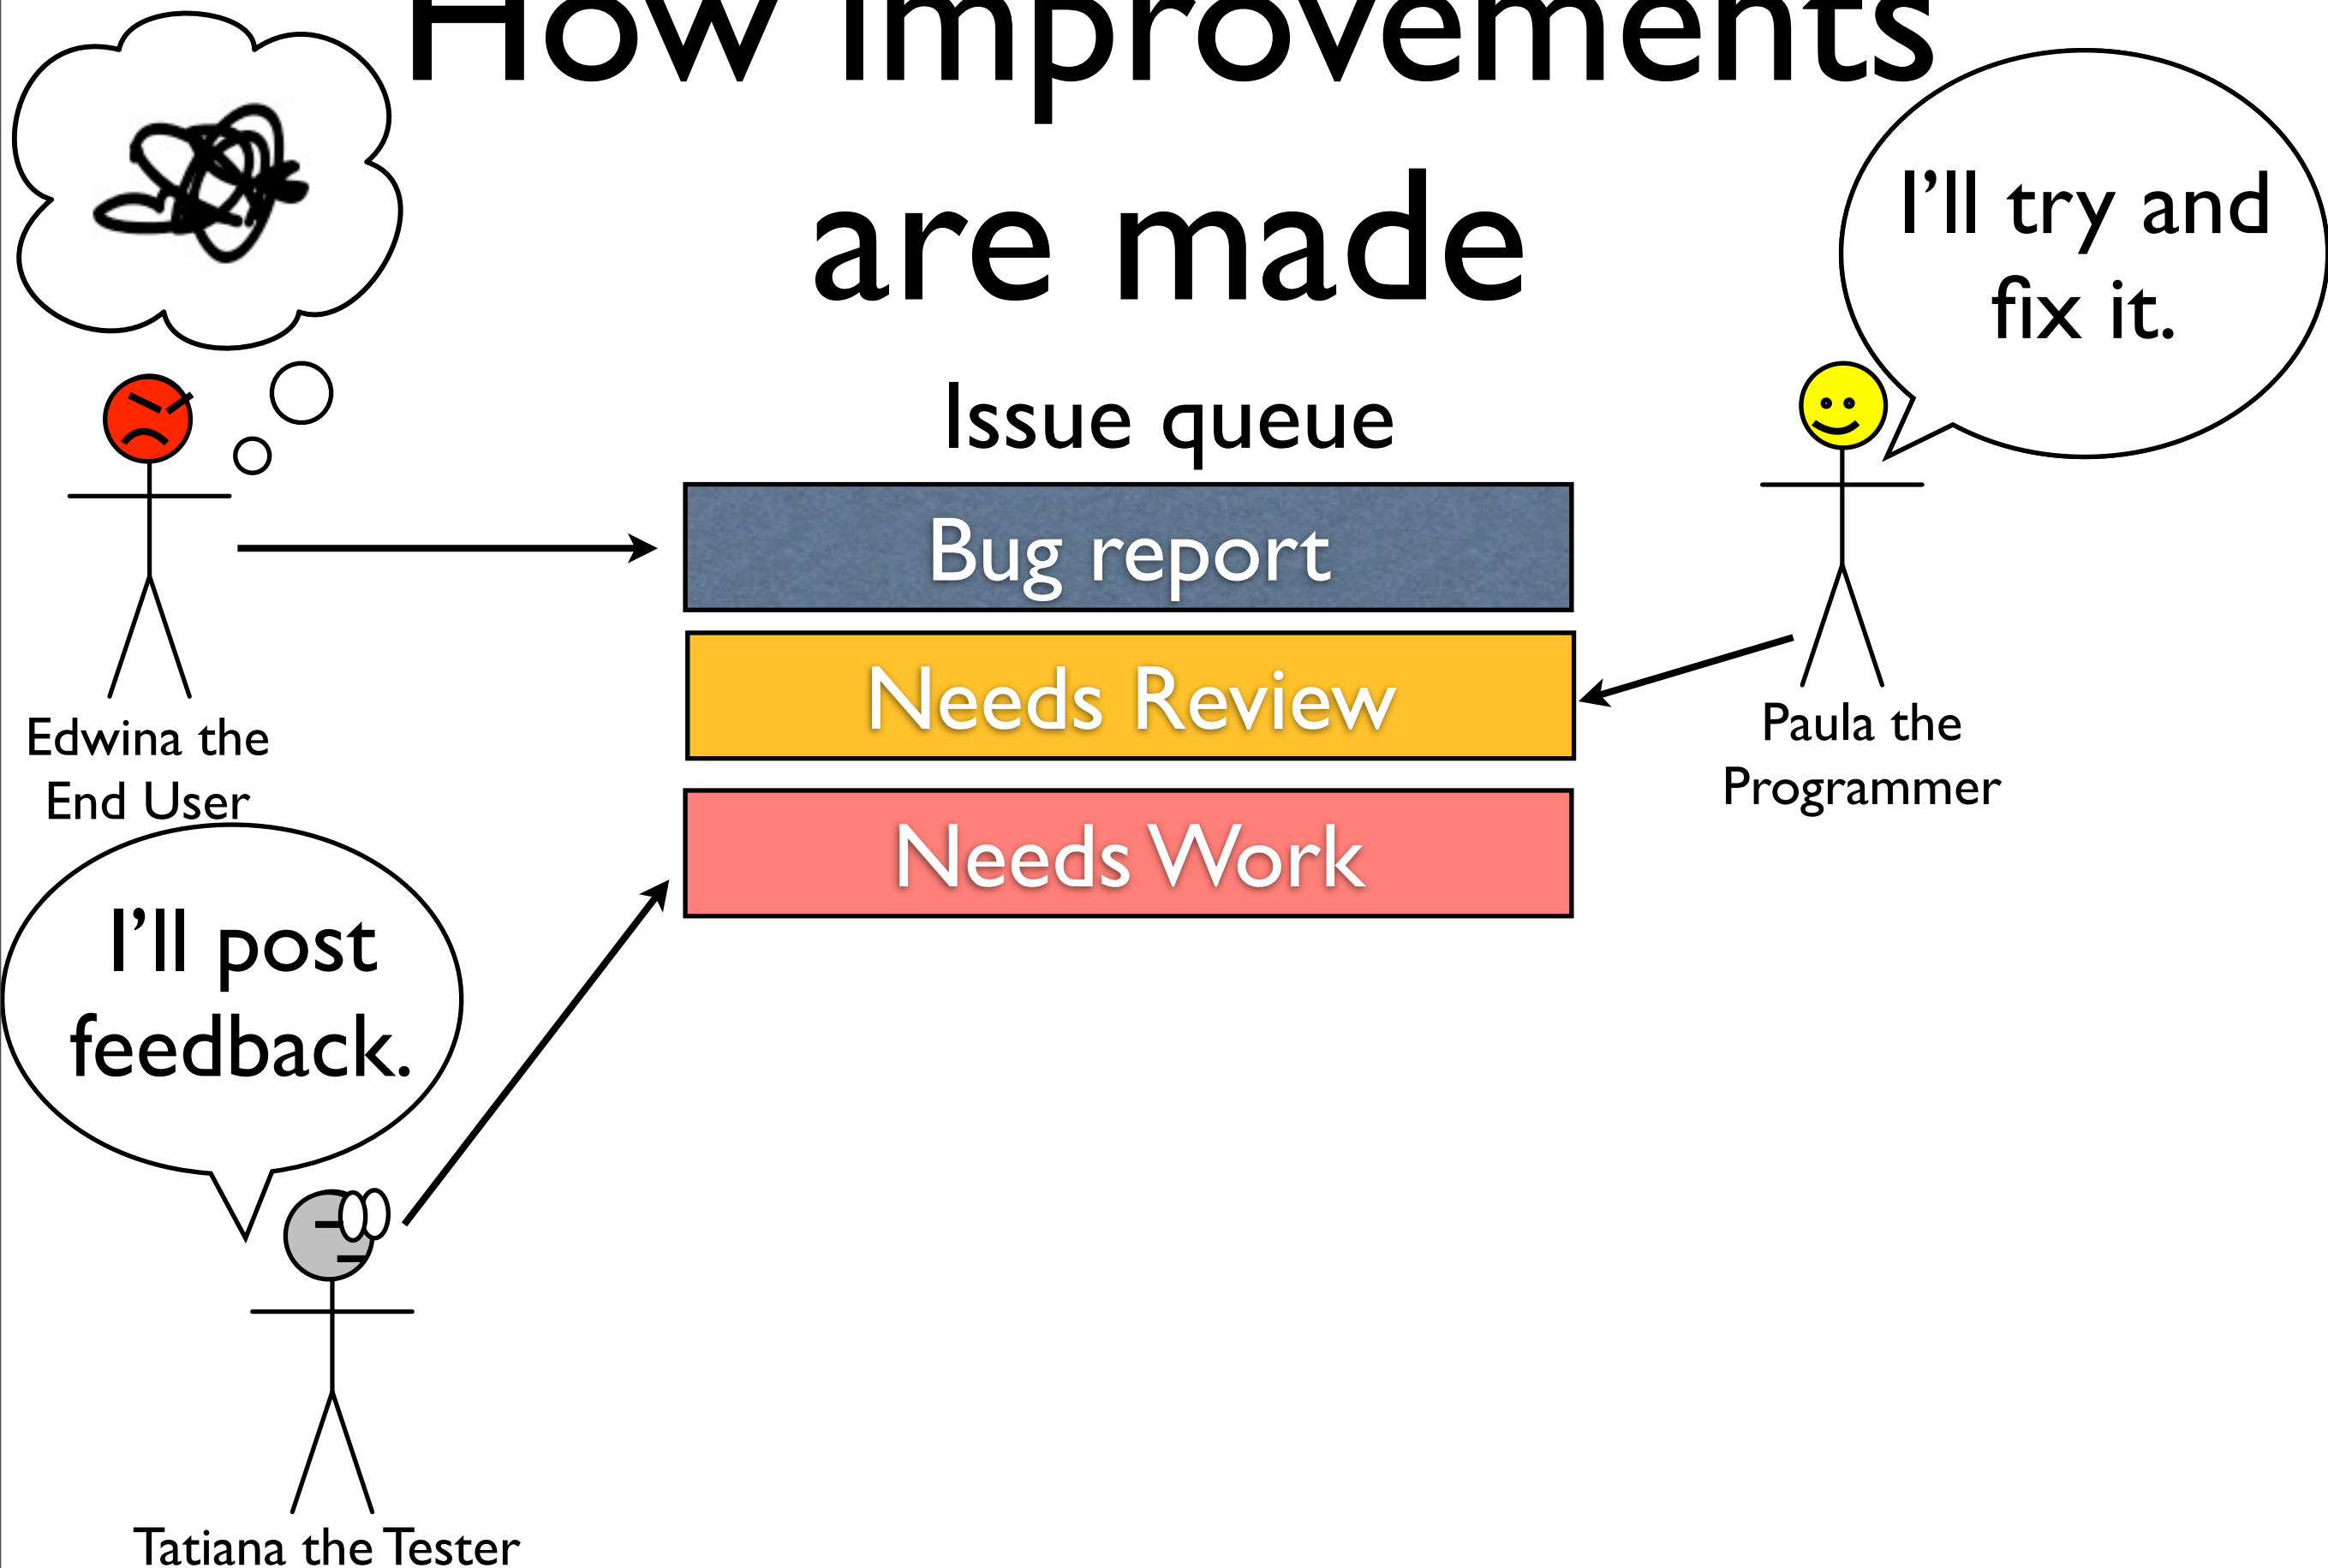 How improvements
are made
I'll try and
fix it.
Issue queue
Bug report
Needs Review
Needs Work
Edwina the
End User
Paula the
Programmer
I'll post
feedback.
Tatiana the Tester